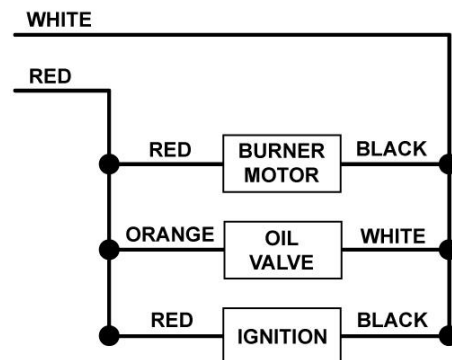 WHITE
RED
RED BURNER MOTOR BLACK
ORANGE OIL VALVE WHITE
RED IGNITION BLACK